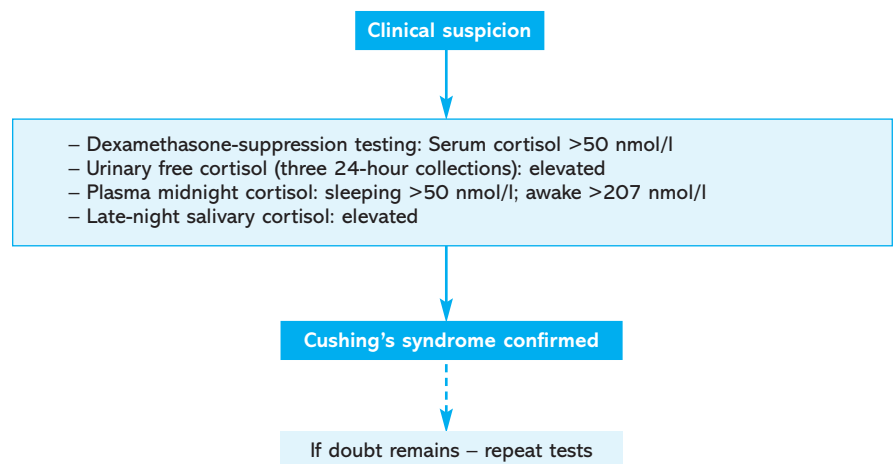 Clinical suspicion
– Dexamethasone-suppression testing: Serum cortisol >50 nmol/l
– Urinary free cortisol (three 24-hour collections): elevated
– Plasma midnight cortisol: sleeping >50 nmol/l; awake >207 nmol/l
– Late-night salivary cortisol: elevated
Cushing’s syndrome confirmed
If doubt remains – repeat tests